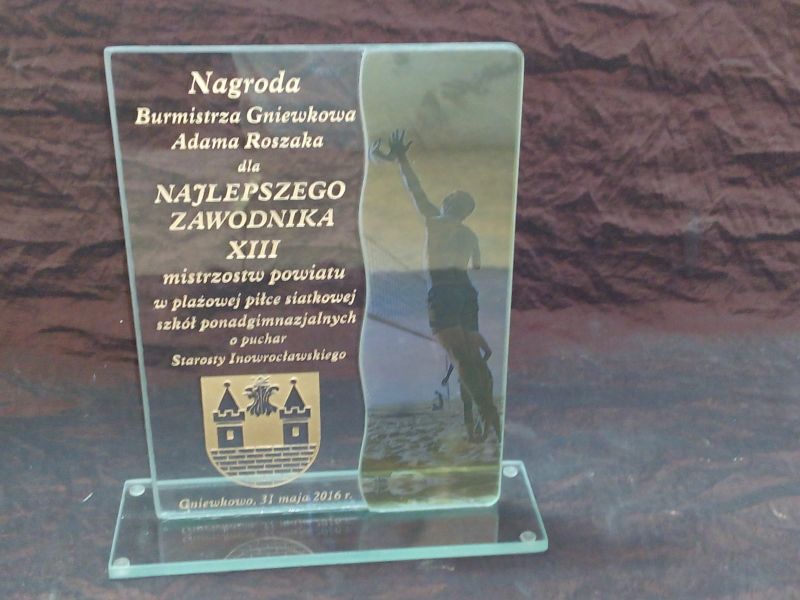 Nagroda
Burmistrza Gniewkowa
Adama Roszaka
dla
NAJLEPSZEGO
ZAWODNIKA
XIII
mistrzostw powiatu
w plażowej piłce siatkowej
szkół ponadgimnazjalnych
o puchar
Starosty Inowrocławskiego
Gniewkowo, 31 maja 2016 r.